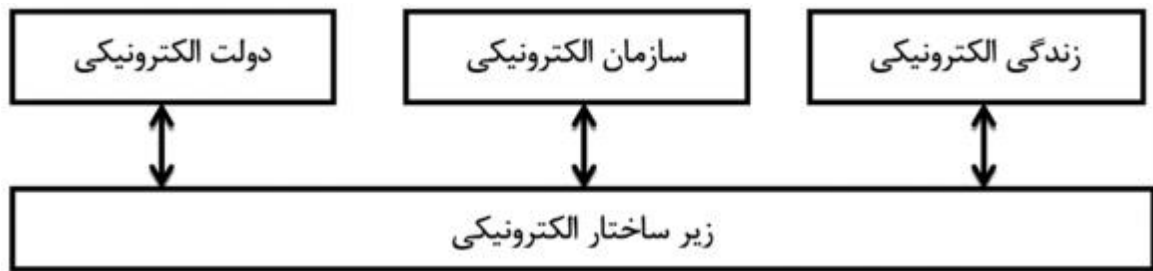 زندگی الکترونیکی
سازمان الکترونیکی
دولت الکترونیکی
زیر ساختار الکترونیکی